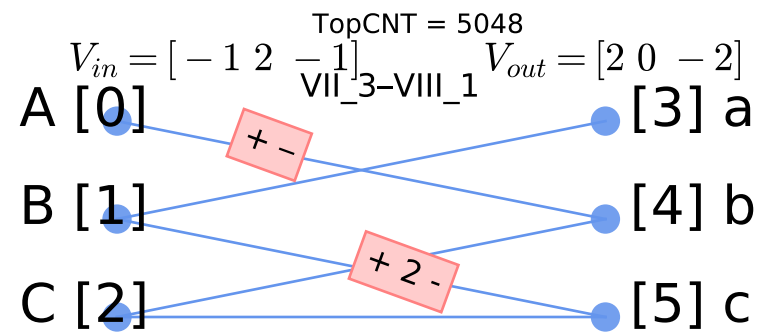 TopCNT = 5048
V_in = [ − 1 2 − 1] V_out = [2 0 − 2]
VII_3–VIII_1
A [0] [3] a
+ −
B [1] [4] b
+ 2 -
C [2] [5] c